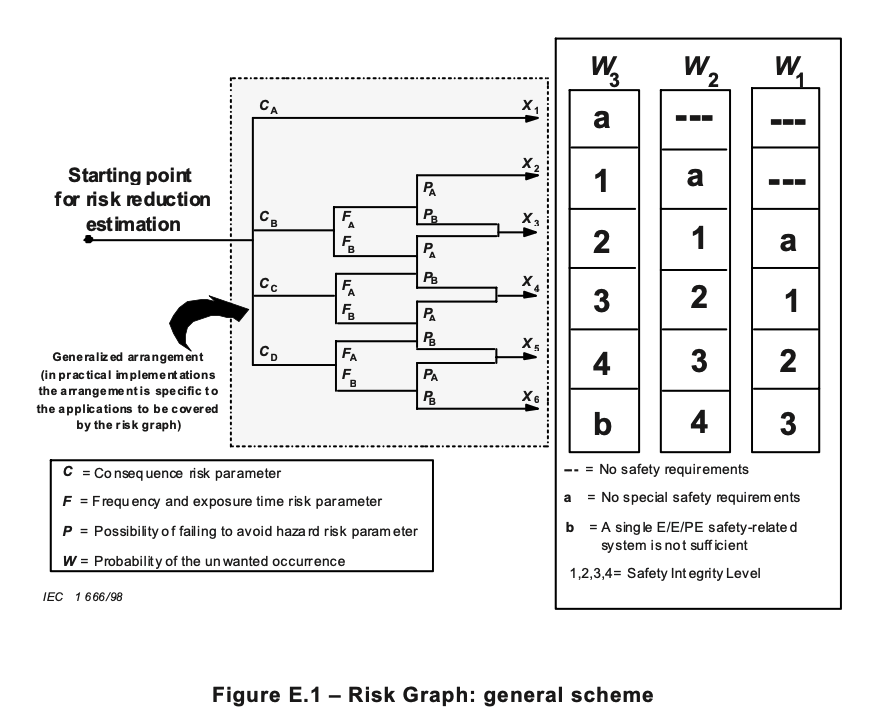 W3 W2 W1
CA X1
a --- ---
Starting point
for risk reduction
estimation
X2
PA
1 a ---
CB FA PB X3
FB PA
2 1 a
CC FA PB X4
FB PA
3 2 1
Generalized arrangement
(in practical implementations
the arrangement is specific to
the applications to be covered
by the risk graph)
CD FA PB X5
FB PA
4 3 2
PB X6
b 4 3
C = Consequence risk parameter
F = Frequency and exposure time risk parameter
P = Possibility of failing to avoid hazard risk parameter
W = Probability of the unwanted occurrence
--- = No safety requirements
a = No special safety requirements
b = A single E/E/PE safety-related
system is not sufficient
1,2,3,4= Safety Integrity Level
IEC 1 666/98
Figure E.1 – Risk Graph: general scheme